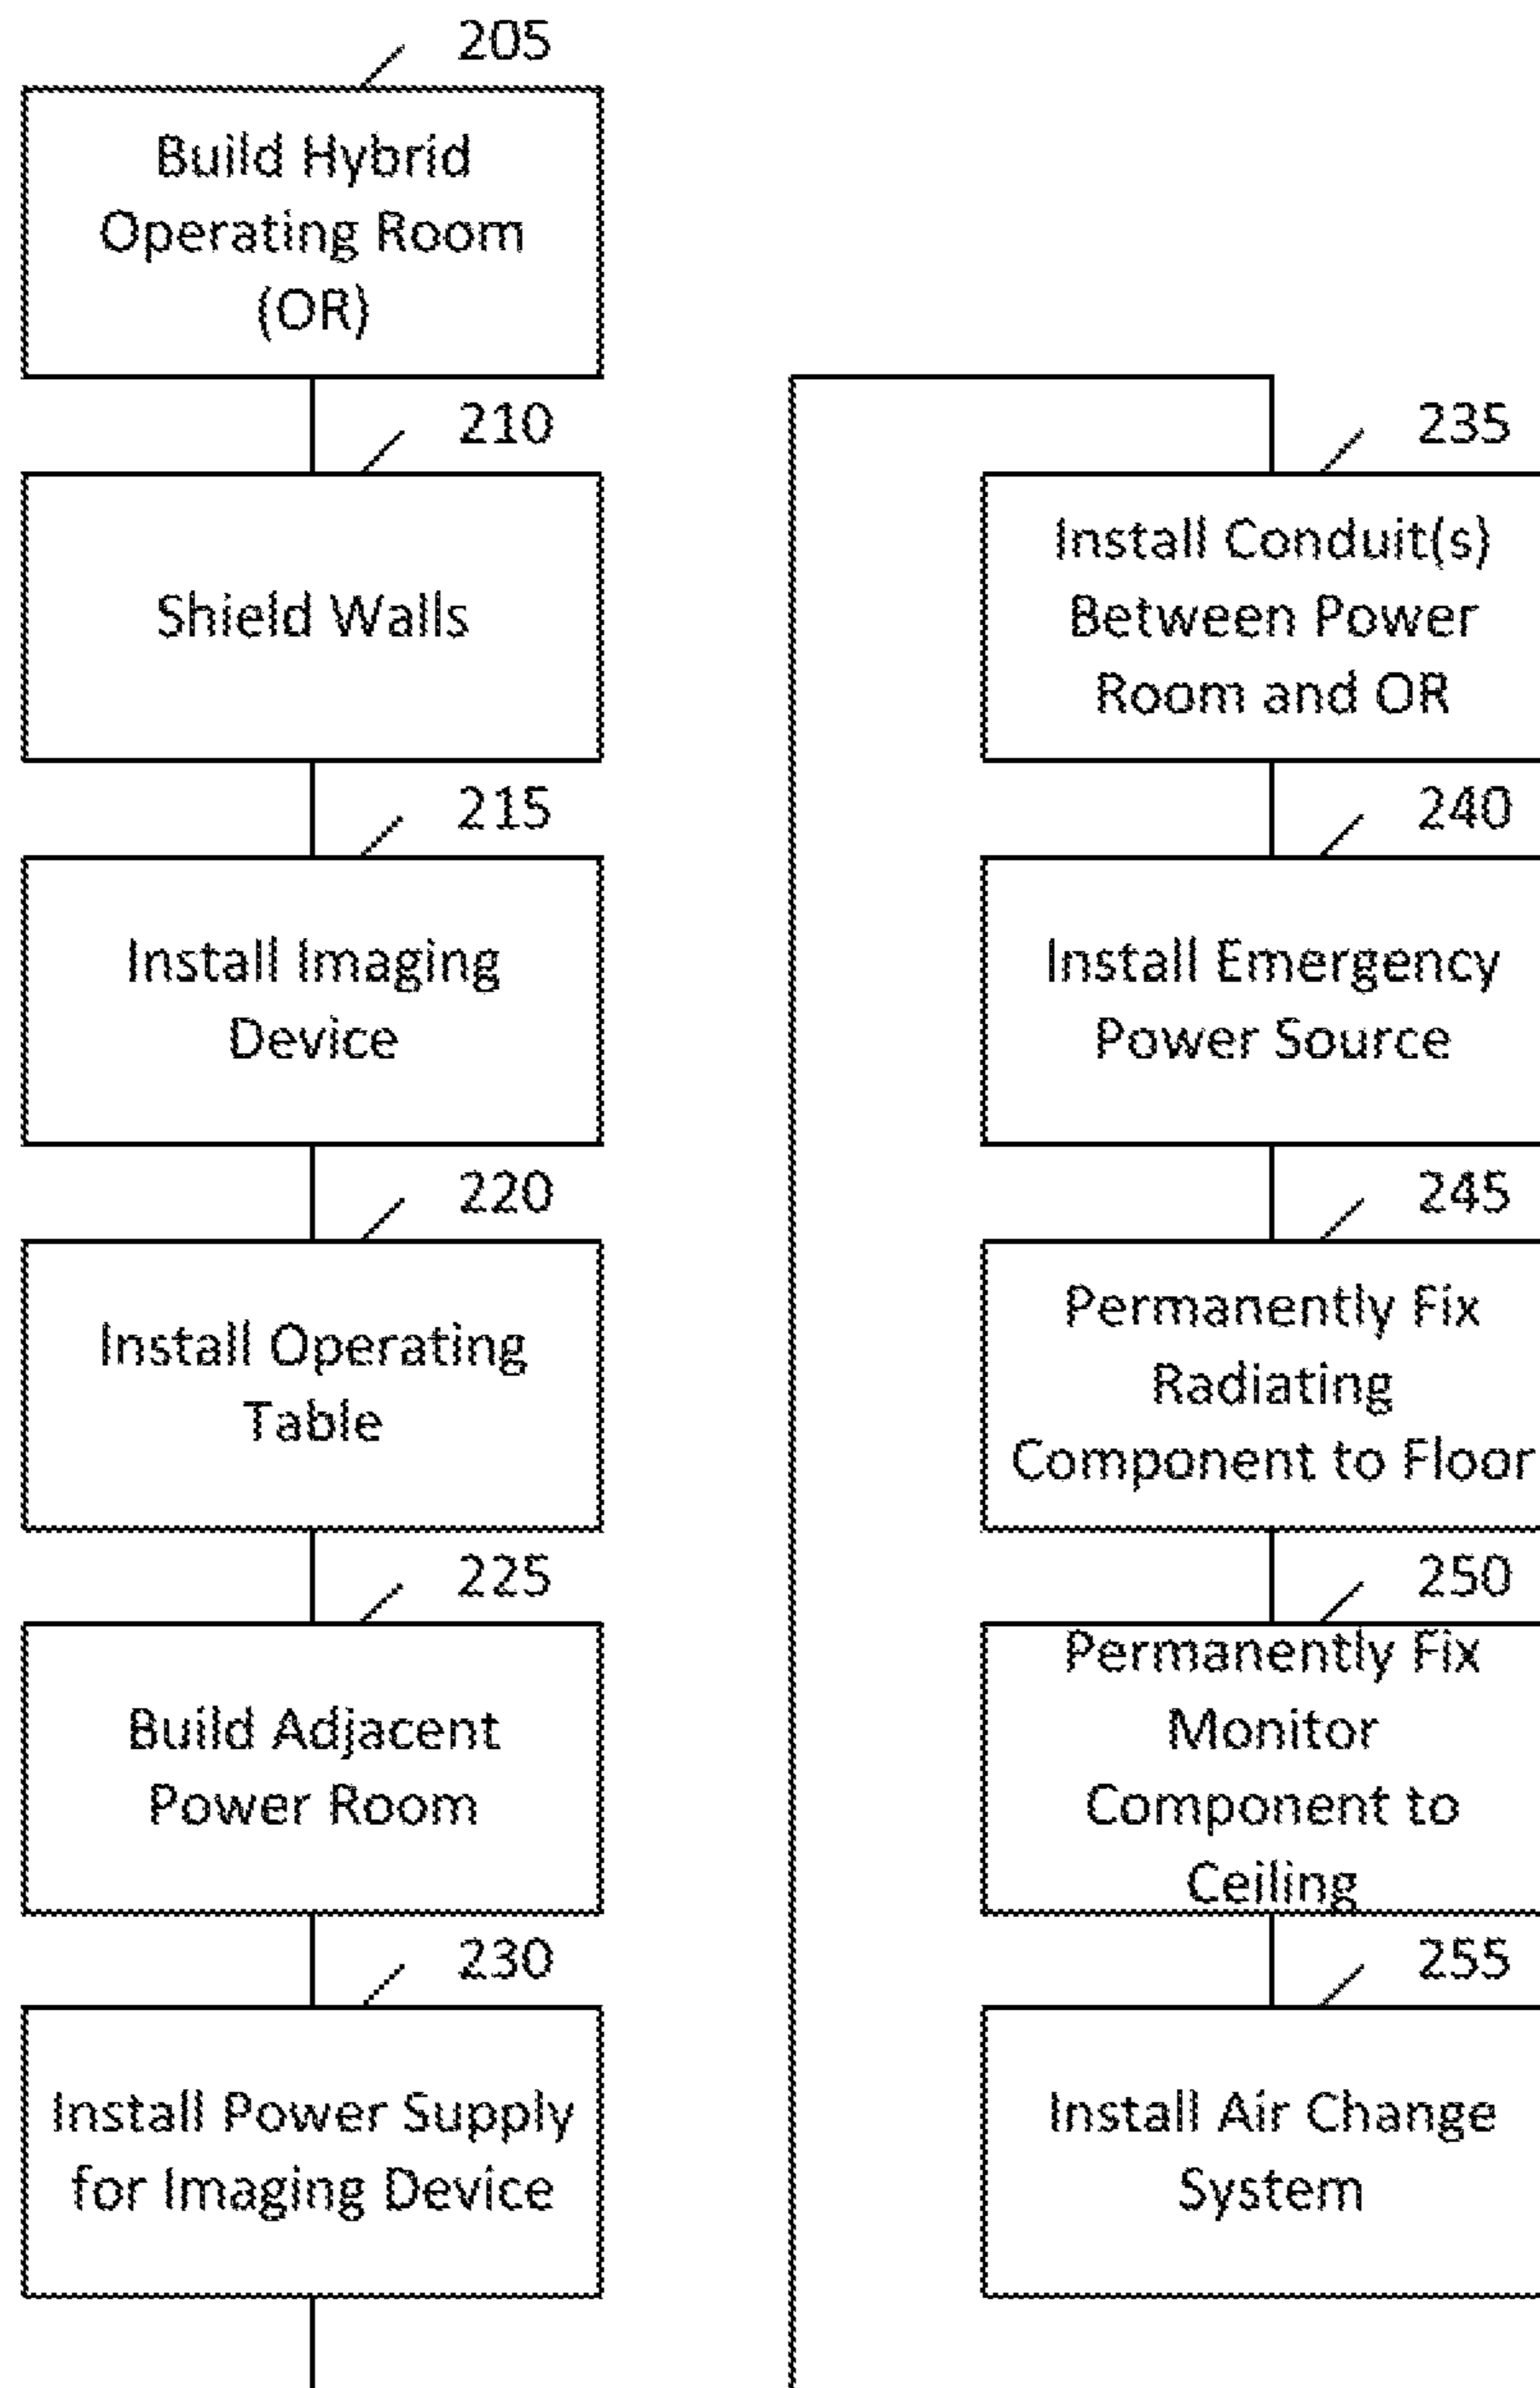 205
Build Hybrid
Operating Room
(OR)
210
Shield Walls
215
Install Imaging
Device
220
Install Operating
Table
225
Build Adjacent
Power Room
230
Install Power Supply
for Imaging Device
235
Install Conduit(s)
Between Power
Room and OR
240
Install Emergency
Power Source
245
Permanently Fix
Radiating
Component to Floor
250
Permanently Fix
Monitor
Component to
Ceiling
255
Install Air Change
System